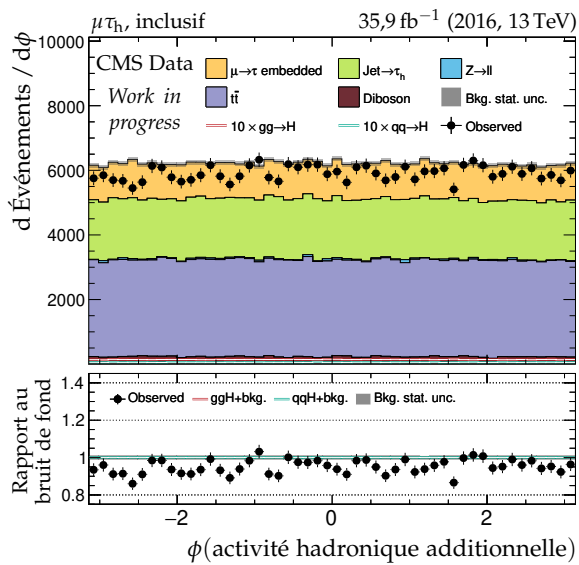 μτₕ, inclusif 35,9 fb⁻¹ (2016, 13 TeV)
d Événements / dφ
10000
8000
6000
4000
2000
CMS Data
Work in
progress
μ→τ embedded Jet→τₕ Z→ll
tt̄ Diboson Bkg. stat. unc.
10 × gg→H 10 × qq→H Observed
Rapport au
bruit de fond
1.4
1.2
1
0.8
Observed ggH+bkg. qqH+bkg. Bkg. stat. unc.
−2 0 2
φ(activité hadronique additionnelle)